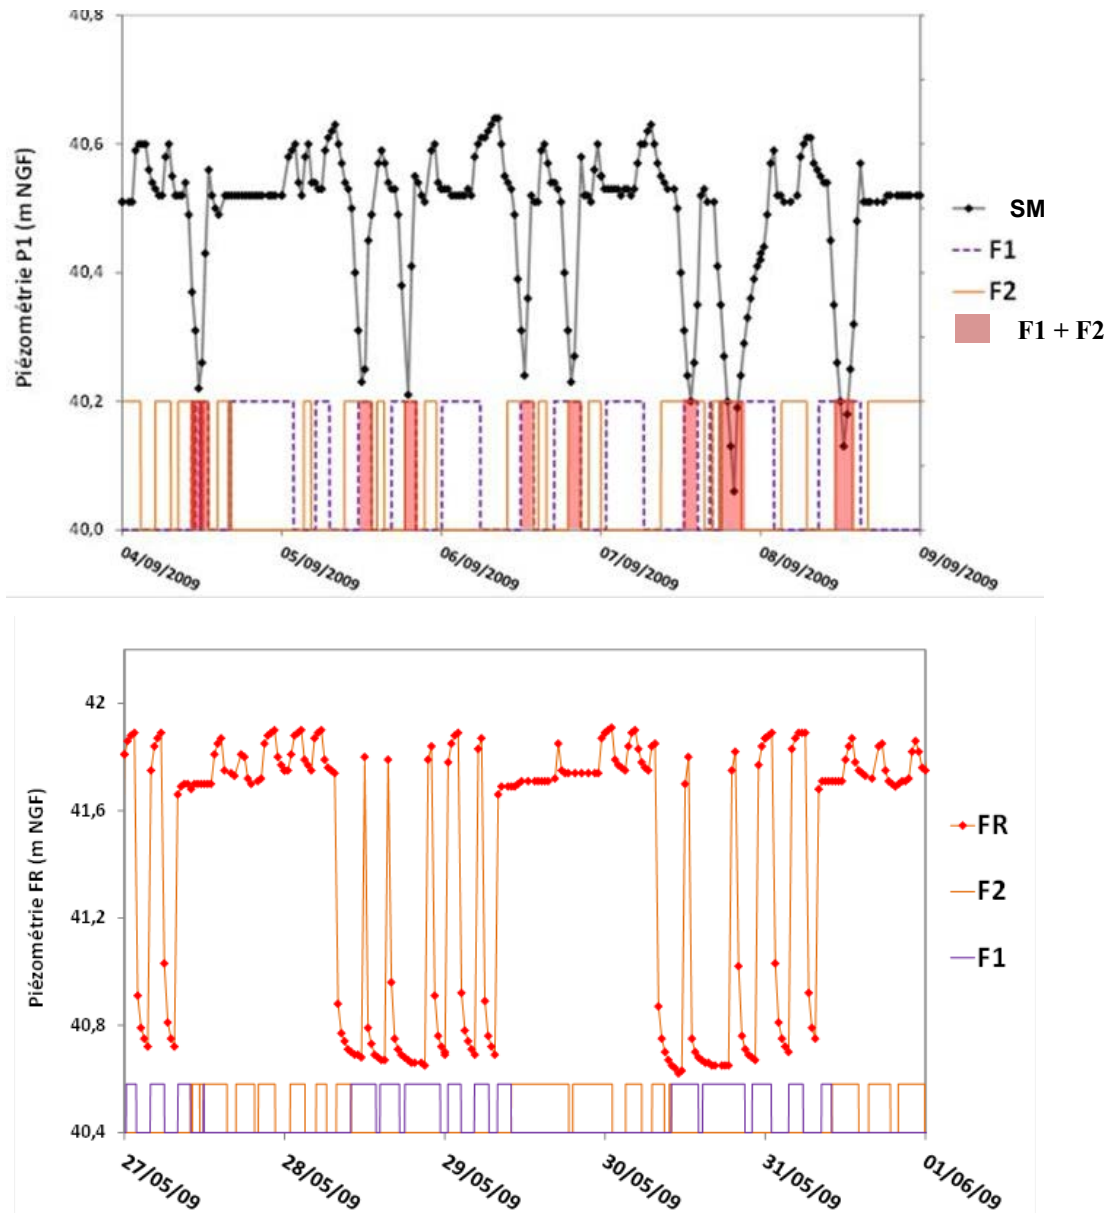 40,8
40,6
40,4
40,2
40,0
Piézométrie P1 (m NGF)
04/09/2009
05/09/2009
06/09/2009
07/09/2009
08/09/2009
09/09/2009
SM
F1
F2
F1 + F2
42
41,6
41,2
40,8
40,4
Piézométrie FR (m NGF)
27/05/09
28/05/09
29/05/09
30/05/09
31/05/09
01/06/09
FR
F2
F1